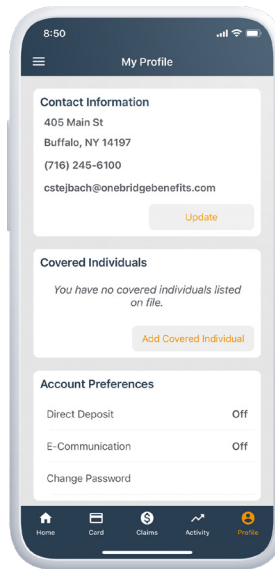 8:50
My Profile
Contact Information
405 Main St
Buffalo, NY 14197
(716) 245-6100
cstejbach@onebridgebenefits.com
Update
Covered Individuals
You have no covered individuals listed
on file.
Add Covered Individual
Account Preferences
Direct Deposit Off
E-Communication Off
Change Password
Home Card Claims Activity Profile